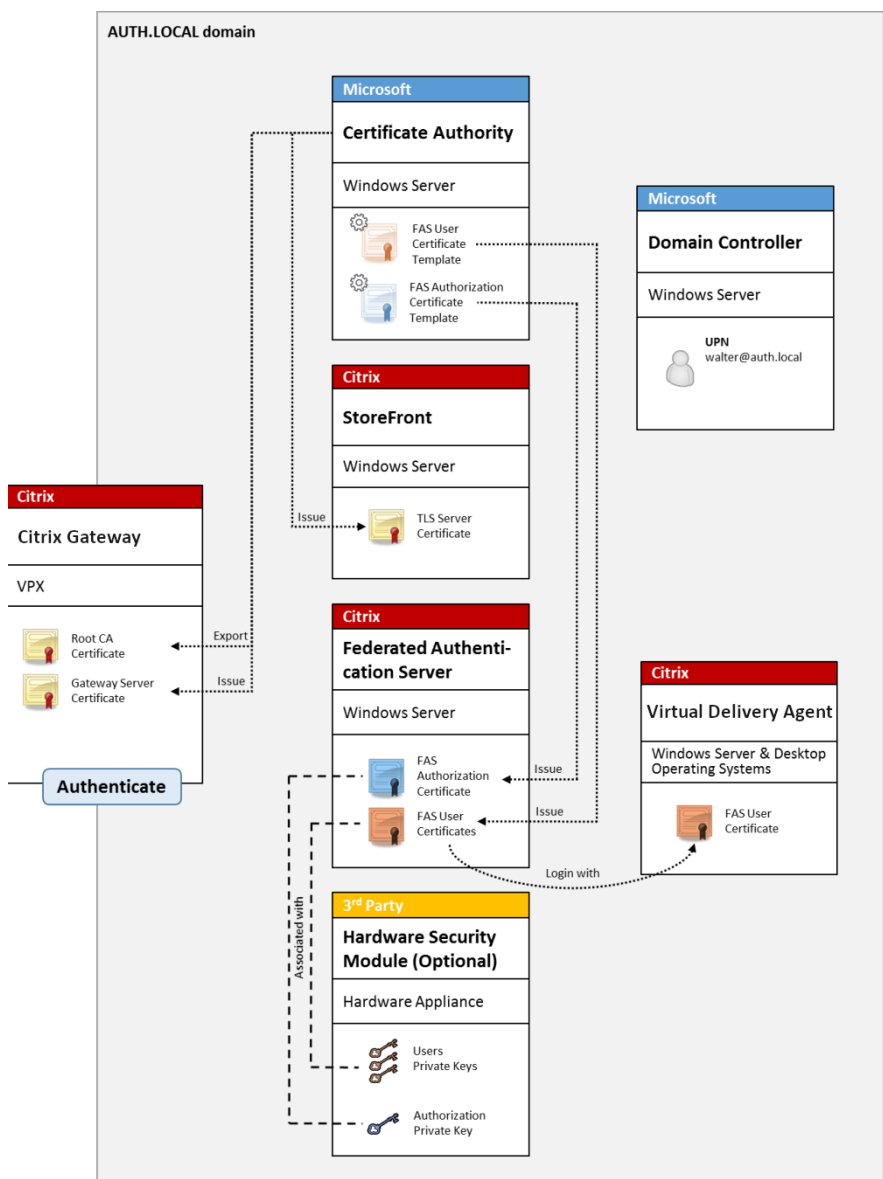 AUTH.LOCAL domain
Microsoft
Certificate Authority
Windows Server
FAS User
Certificate
Template
FAS Authorization
Certificate
Template
Microsoft
Domain Controller
Windows Server
UPN
walter@auth.local
Citrix
StoreFront
Windows Server
Issue
TLS Server
Certificate
Citrix
Citrix Gateway
VPX
Root CA
Certificate
Export
Gateway Server
Certificate
Issue
Authenticate
Citrix
Federated Authenti-
cation Server
Windows Server
FAS
Authorization
Certificate
Issue
FAS User
Certificates
Issue
Login with
Citrix
Virtual Delivery Agent
Windows Server & Desktop
Operating Systems
FAS User
Certificate
Associated with
3rd Party
Hardware Security
Module (Optional)
Hardware Appliance
Users
Private Keys
Authorization
Private Key